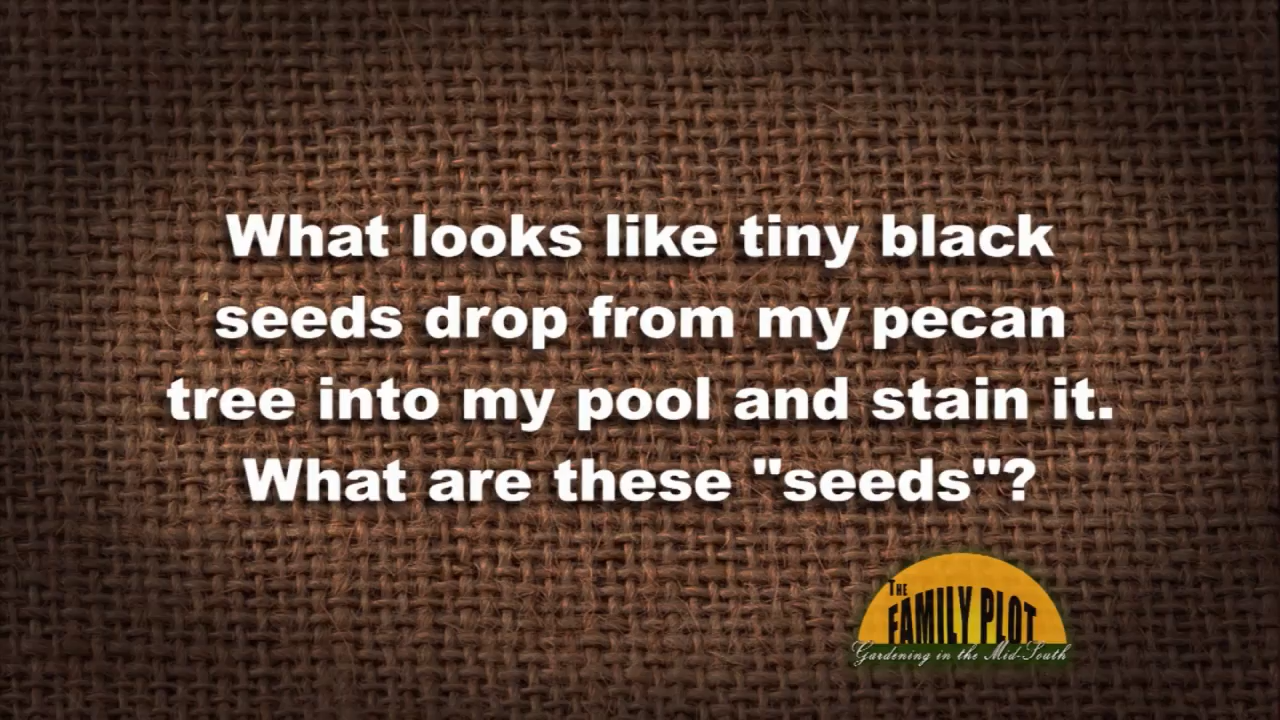 What looks like tiny black
seeds drop from my pecan
tree into my pool and stain it.
What are these "seeds"?
THE
FAMILY PLOT
Gardening in the Mid-South